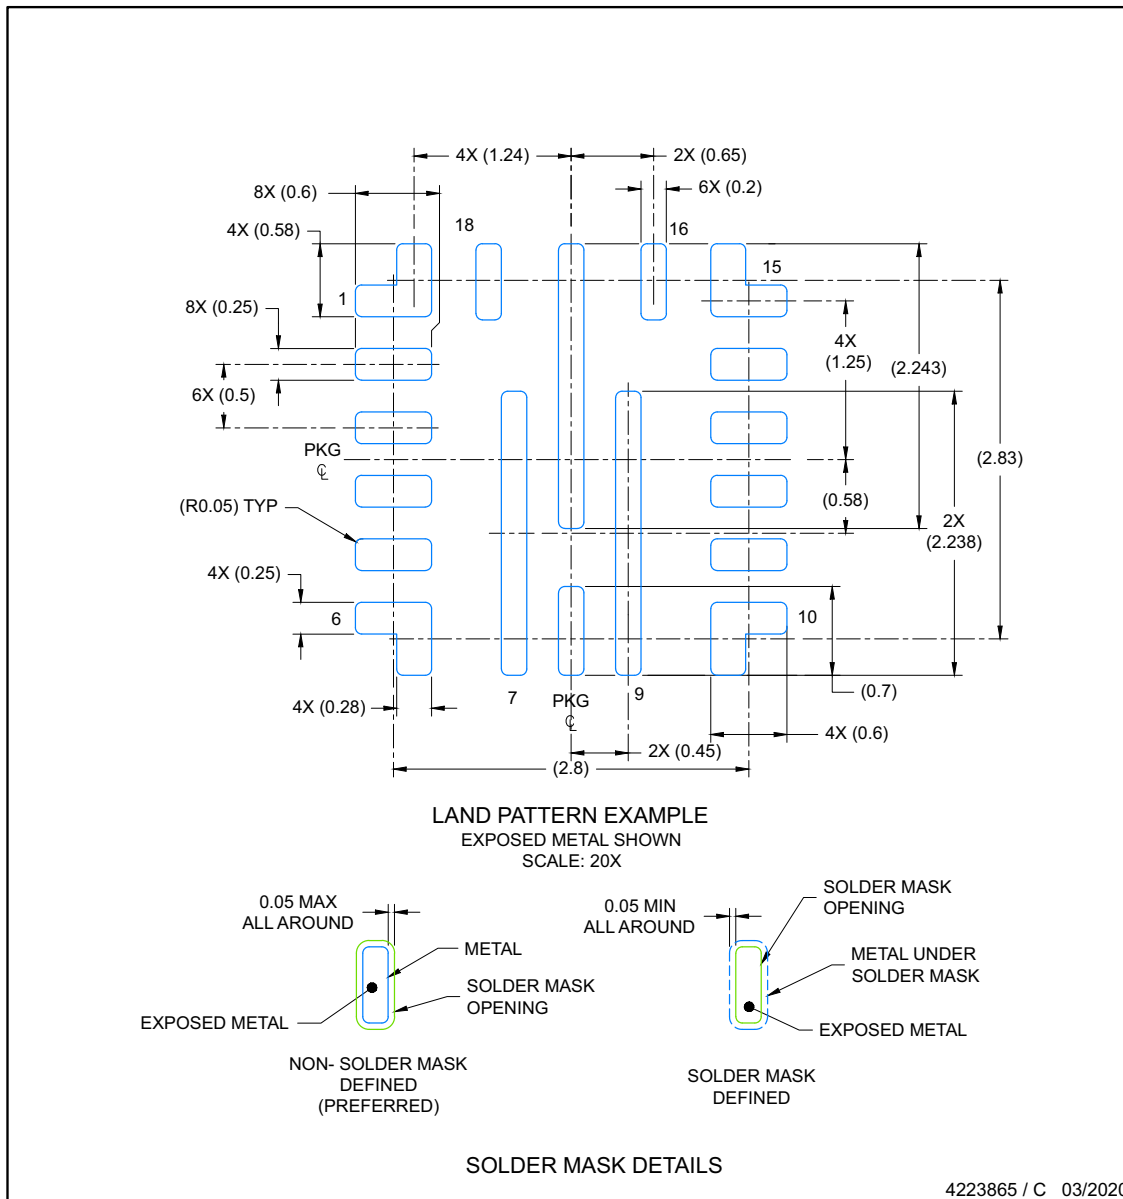 4X (1.24)
2X (0.65)
8X (0.6)
6X (0.2)
18
16
4X (0.58)
15
1
8X (0.25)
4X
(1.25)
(2.243)
6X (0.5)
PKG
℄
(2.83)
(0.58)
(R0.05) TYP
2X
(2.238)
4X (0.25)
6
10
(0.7)
4X (0.28)
7
PKG
℄
9
4X (0.6)
2X (0.45)
(2.8)
LAND PATTERN EXAMPLE
EXPOSED METAL SHOWN
SCALE: 20X
0.05 MAX
ALL AROUND
METAL
SOLDER MASK
OPENING
EXPOSED METAL
NON- SOLDER MASK
DEFINED
(PREFERRED)
0.05 MIN
ALL AROUND
SOLDER MASK
OPENING
METAL UNDER
SOLDER MASK
EXPOSED METAL
SOLDER MASK
DEFINED
SOLDER MASK DETAILS
4223865 / C 03/2020